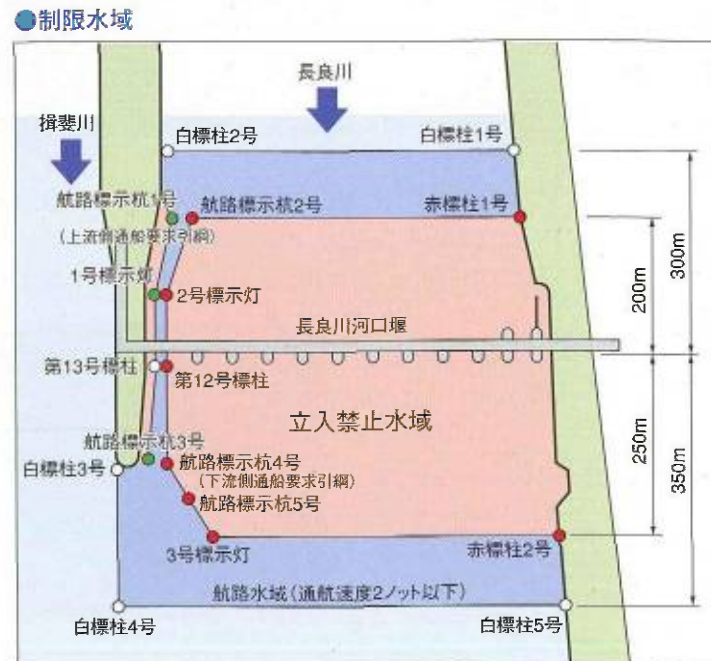 ●制限水域
長良川
揖斐川
白標柱2号
白標柱1号
航路標示杭1号
航路標示杭2号
赤標柱1号
(上流側通船要求引綱)
1号標示灯
2号標示灯
300m
200m
長良川河口堰
第13号標柱
第12号標柱
立入禁止水域
航路標示杭3号
白標柱3号
航路標示杭4号
(下流側通船要求引綱)
航路標示杭5号
250m
350m
3号標示灯
赤標柱2号
航路水域(通航速度2ノット以下)
白標柱4号
白標柱5号